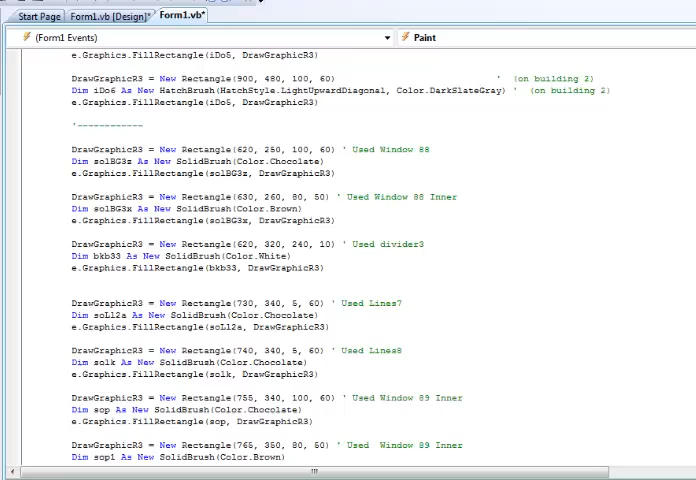 Start Page Form1.vb [Design]* Form1.vb*
(Form1 Events) Paint
e.Graphics.FillRectangle(iDo5, DrawGraphicR3)
DrawGraphicR3 = New Rectangle(900, 480, 100, 60) ' (on building 2)
Dim iDo6 As New HatchBrush(HatchStyle.LightUpwardDiagonal, Color.DarkSlateGray) ' (on building 2)
e.Graphics.FillRectangle(iDo5, DrawGraphicR3)
'------------
DrawGraphicR3 = New Rectangle(620, 250, 100, 60) ' Used Window 88
Dim solBG3z As New SolidBrush(Color.Chocolate)
e.Graphics.FillRectangle(solBG3z, DrawGraphicR3)
DrawGraphicR3 = New Rectangle(630, 260, 80, 50) ' Used Window 88 Inner
Dim solBG3x As New SolidBrush(Color.Brown)
e.Graphics.FillRectangle(solBG3x, DrawGraphicR3)
DrawGraphicR3 = New Rectangle(620, 320, 240, 10) ' Used divider3
Dim bkb33 As New SolidBrush(Color.White)
e.Graphics.FillRectangle(bkb33, DrawGraphicR3)
DrawGraphicR3 = New Rectangle(730, 340, 5, 60) ' Used Lines7
Dim soLl2a As New SolidBrush(Color.Chocolate)
e.Graphics.FillRectangle(soLl2a, DrawGraphicR3)
DrawGraphicR3 = New Rectangle(740, 340, 5, 60) ' Used Lines8
Dim solk As New SolidBrush(Color.Chocolate)
e.Graphics.FillRectangle(solk, DrawGraphicR3)
DrawGraphicR3 = New Rectangle(755, 340, 100, 60) ' Used Window 89 Inner
Dim sop As New SolidBrush(Color.Chocolate)
e.Graphics.FillRectangle(sop, DrawGraphicR3)
DrawGraphicR3 = New Rectangle(765, 350, 80, 50) ' Used  Window 89 Inner
Dim sop1 As New SolidBrush(Color.Brown)